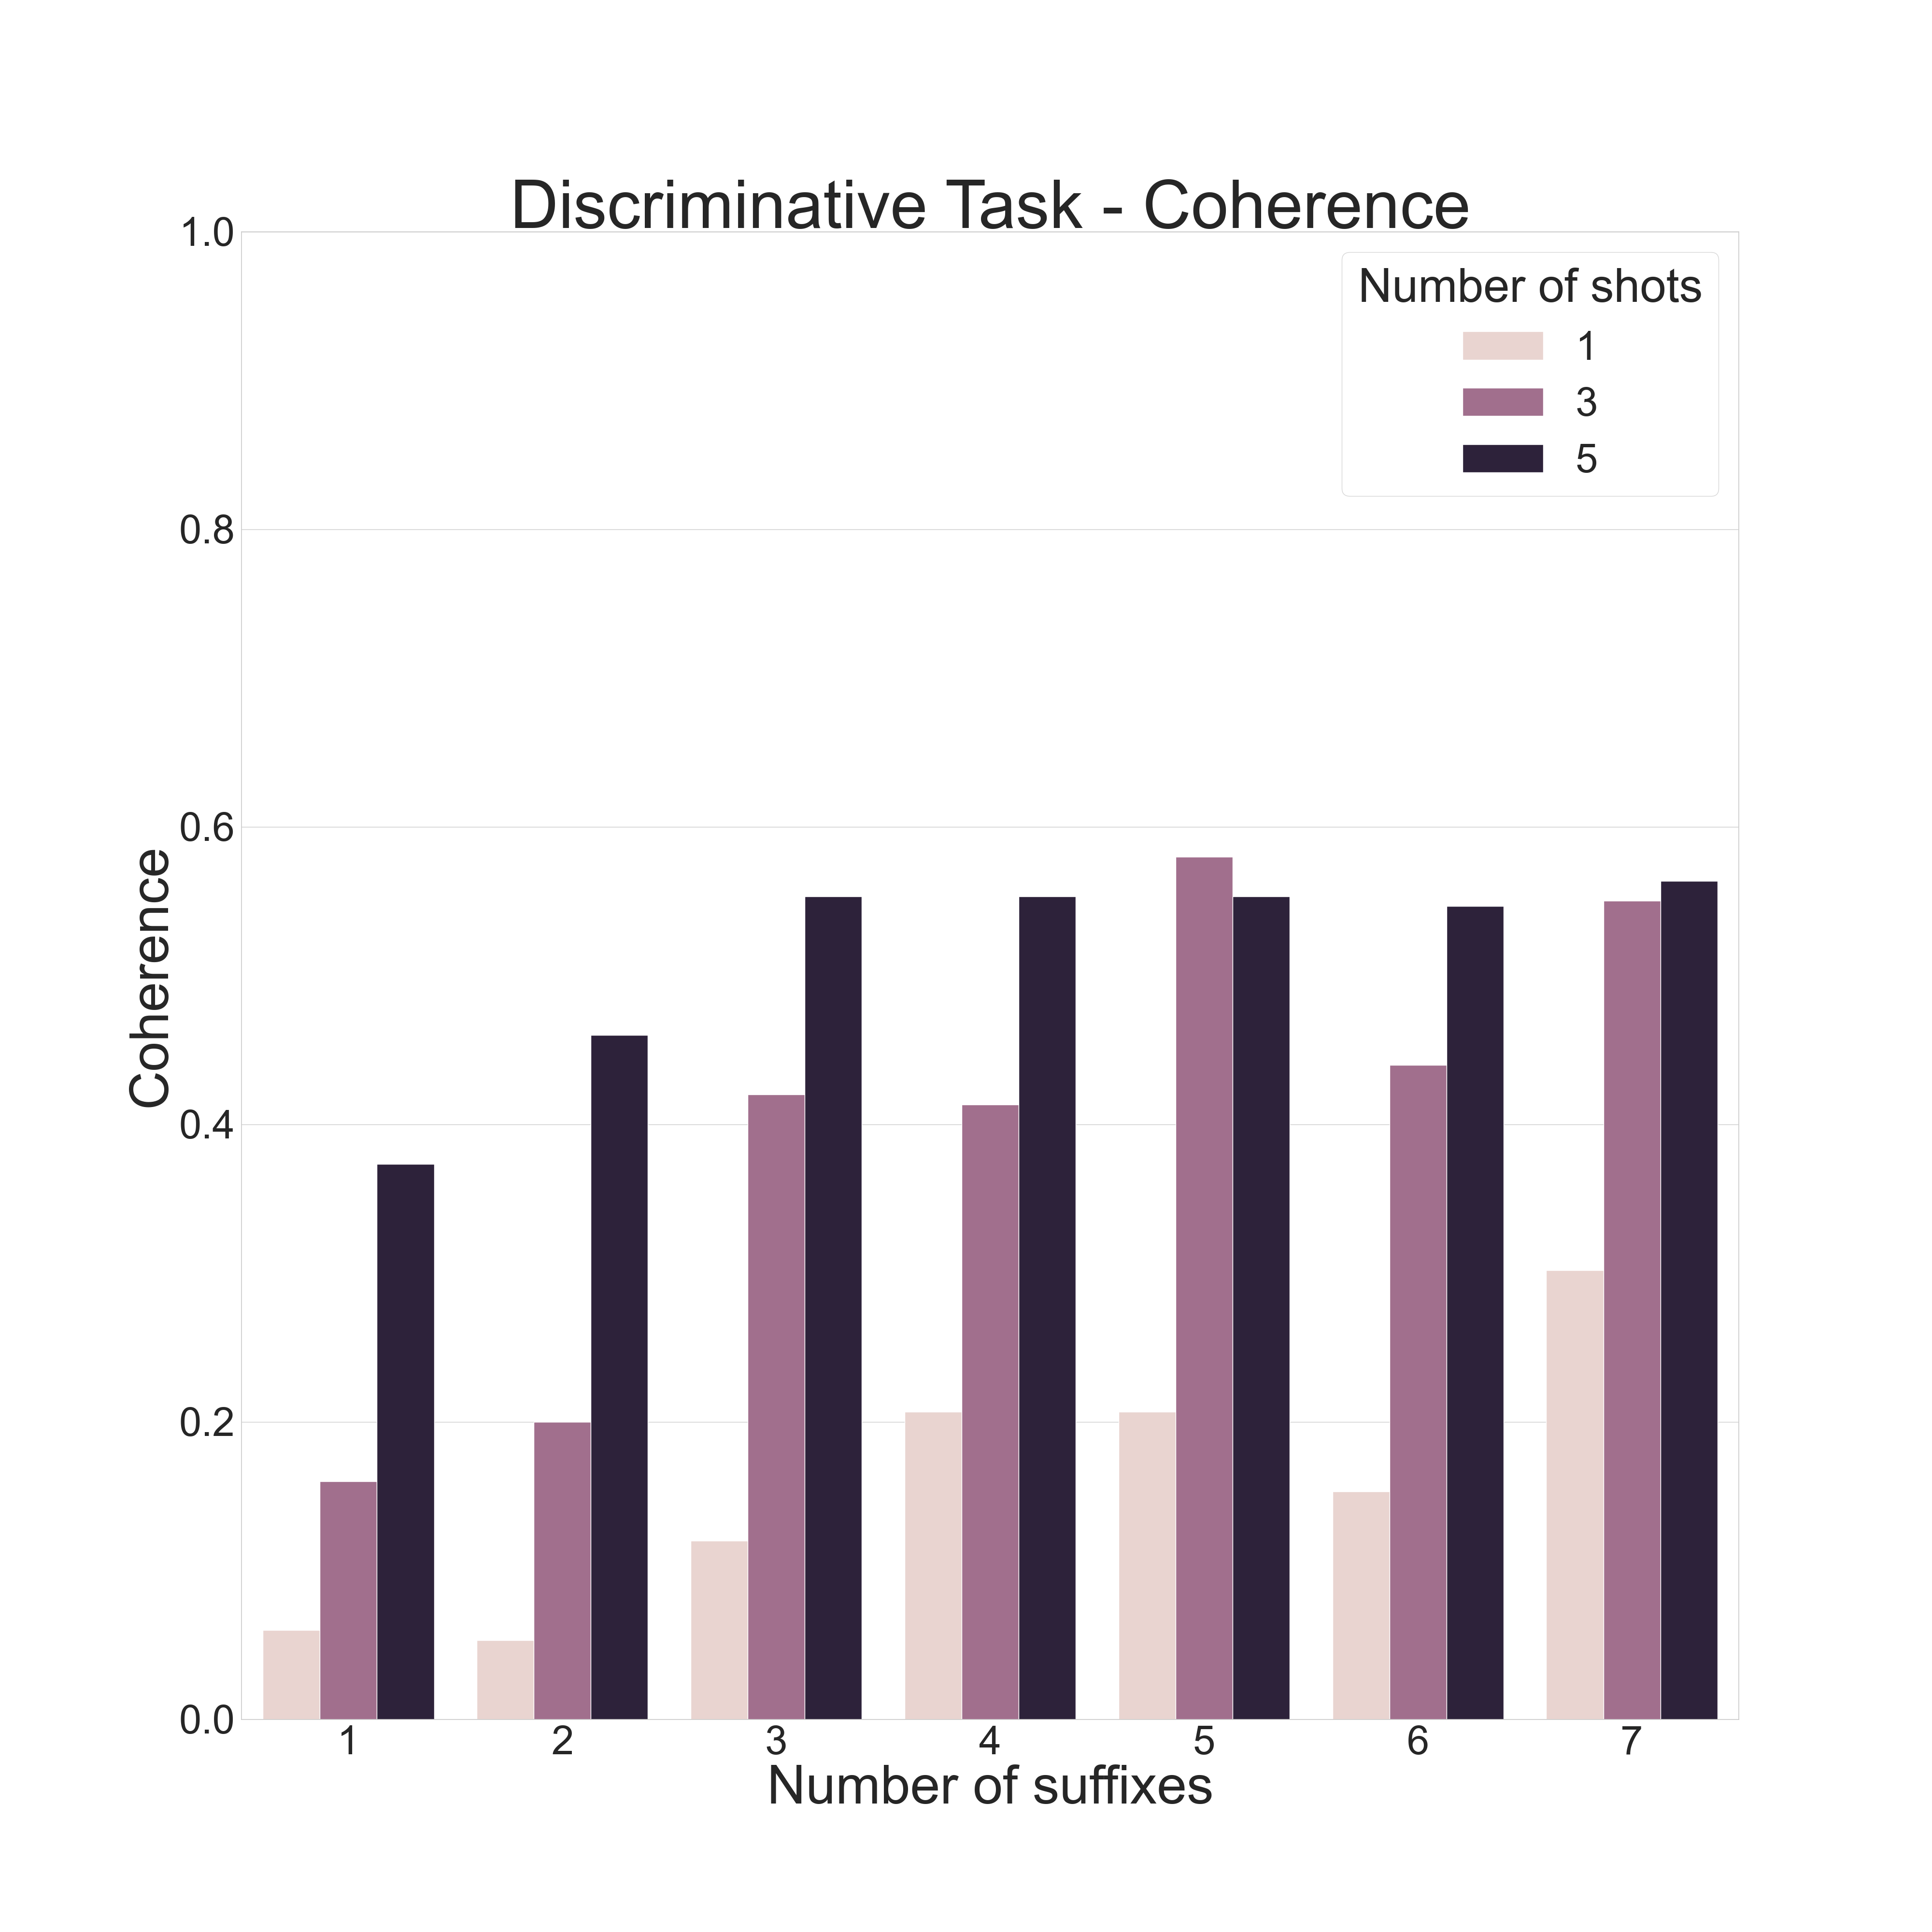 Discriminative Task - Coherence
Number of shots
1
3
5
1.0
0.8
0.6
0.4
0.2
0.0
Coherence
1 2 3 4 5 6 7
Number of suffixes